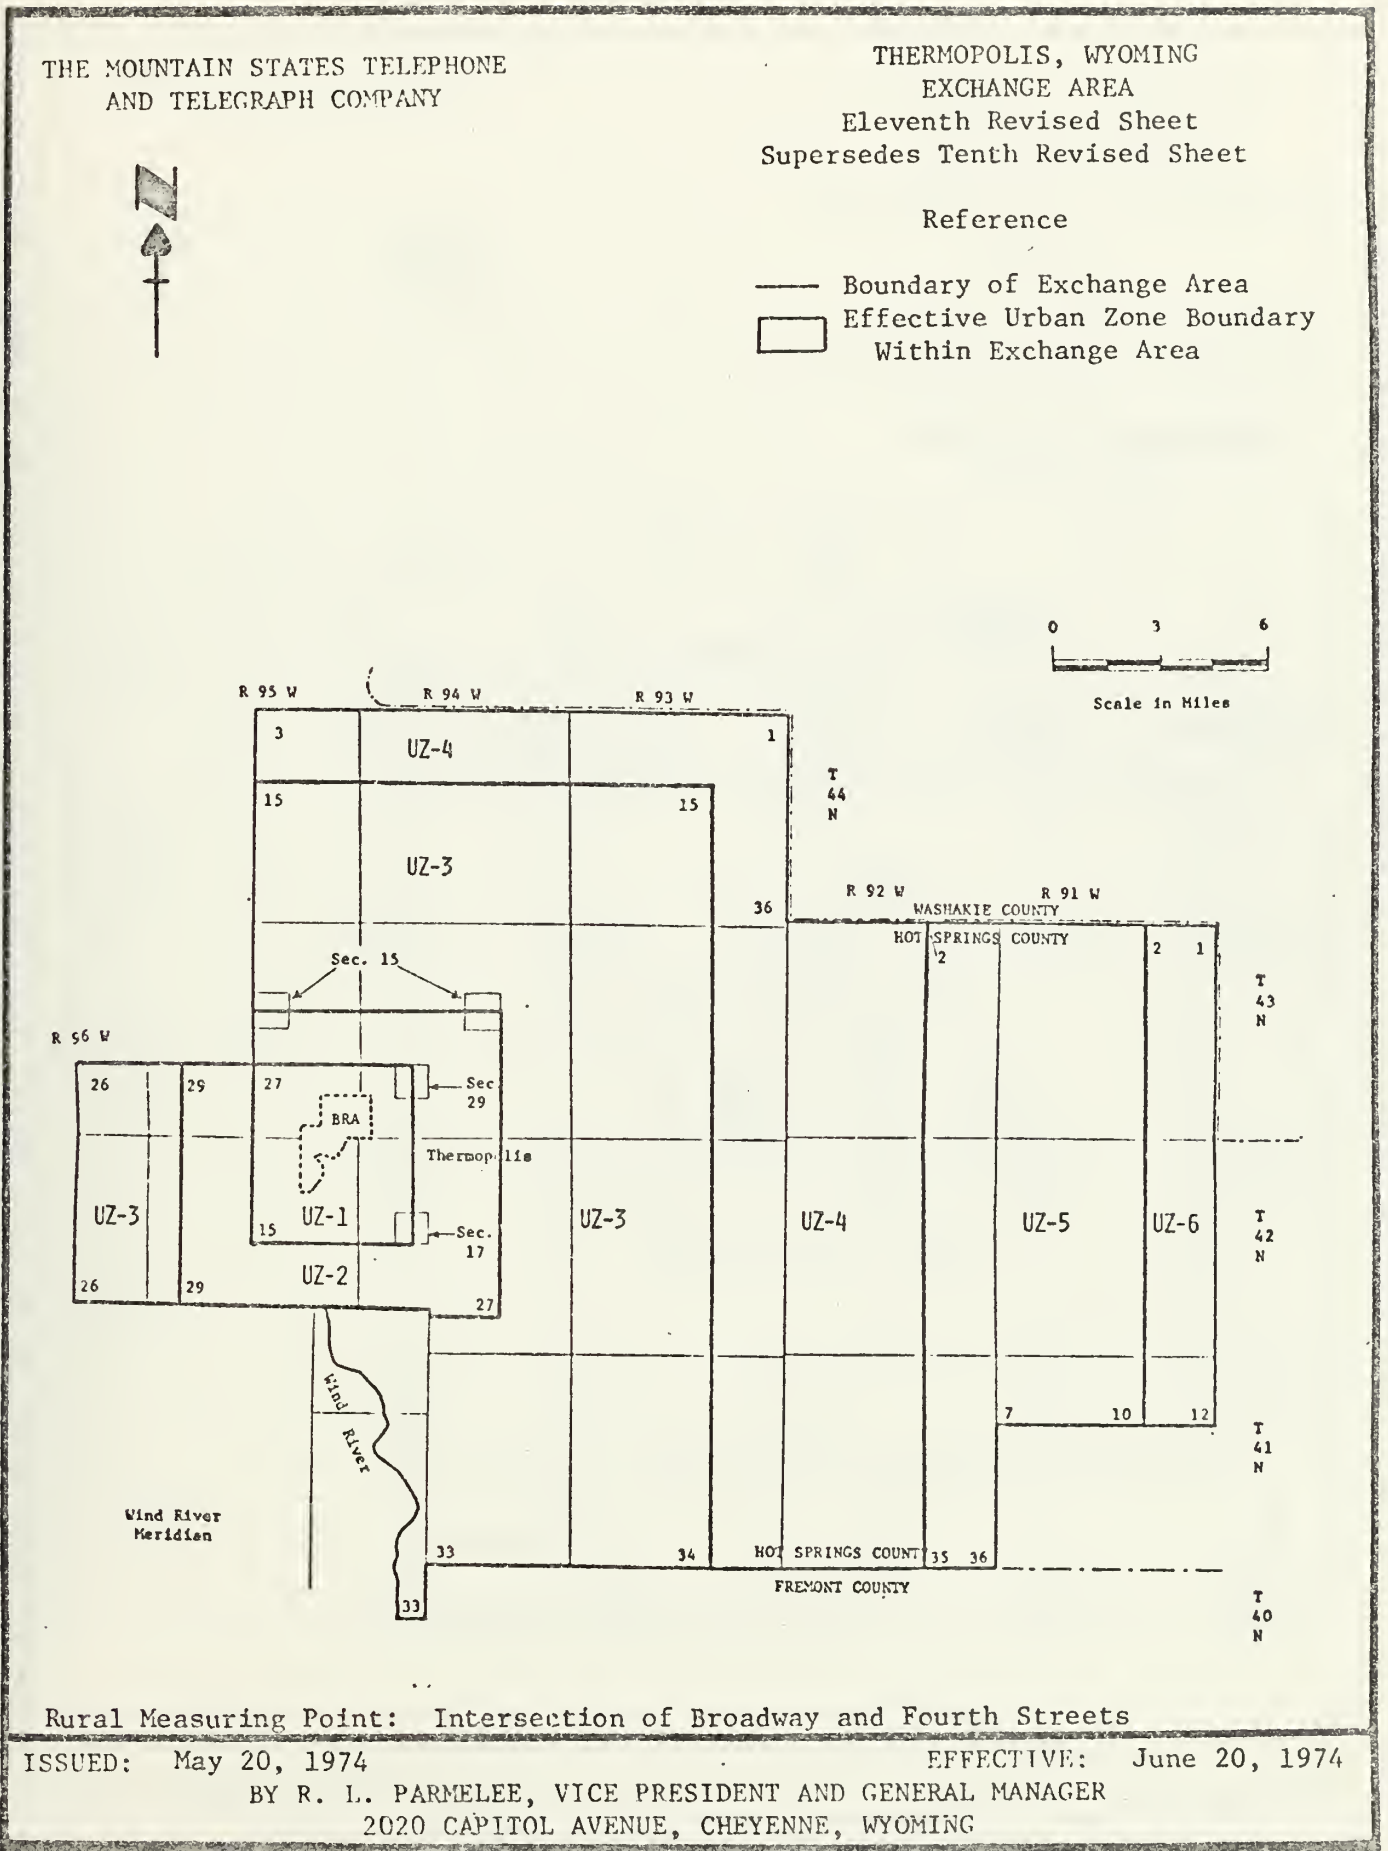 THE MOUNTAIN STATES TELEPHONE
AND TELEGRAPH COMPANY
THERMOPOLIS, WYOMING
EXCHANGE AREA
Eleventh Revised Sheet
Supersedes Tenth Revised Sheet
N
Reference
Boundary of Exchange Area
Effective Urban Zone Boundary
Within Exchange Area
0 3 6
Scale in Miles
R 95 W R 94 W R 93 W
3 UZ-4 1
T
44
N
15 15
UZ-3
36
R 92 W R 91 W
WASHAKIE COUNTY
HOT SPRINGS COUNTY
2 2 1
Sec. 15
T
43
N
R 96 W
26 29 27 Sec
29
BRA
Thermopolis
UZ-3 UZ-1 UZ-3 UZ-4 UZ-5 UZ-6
15 Sec.
17
T
42
N
UZ-2
26 29 27
Wind
River
7 10 12
T
41
N
Wind River
Meridian
33 34 HOT SPRINGS COUNT 35 36
FREMONT COUNTY
33
T
40
N
Rural Measuring Point: Intersection of Broadway and Fourth Streets
ISSUED: May 20, 1974 EFFECTIVE: June 20, 1974
BY R. L. PARMELEE, VICE PRESIDENT AND GENERAL MANAGER
2020 CAPITOL AVENUE, CHEYENNE, WYOMING